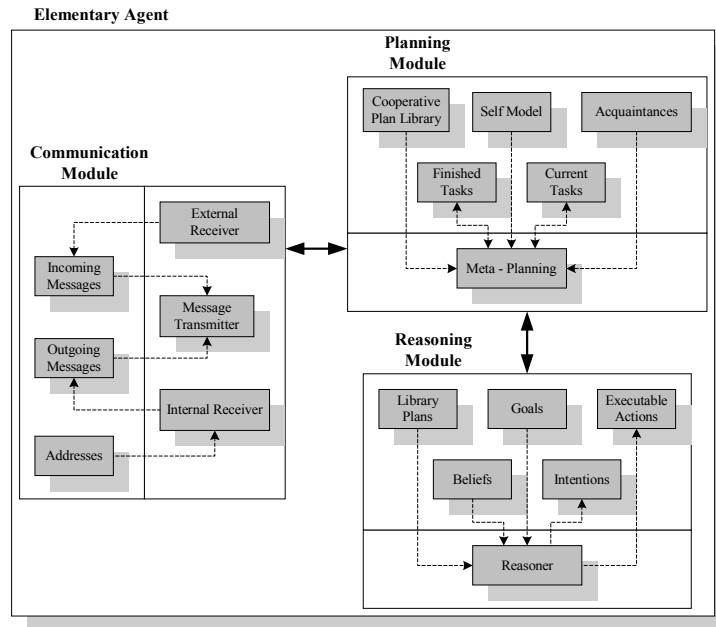 Elementary Agent
Planning
Module
Cooperative
Plan Library
Self Model
Acquaintances
Finished
Tasks
Current
Tasks
Meta - Planning
Communication
Module
External
Receiver
Incoming
Messages
Message
Transmitter
Outgoing
Messages
Internal Receiver
Addresses
Reasoning
Module
Library
Plans
Goals
Executable
Actions
Beliefs
Intentions
Reasoner